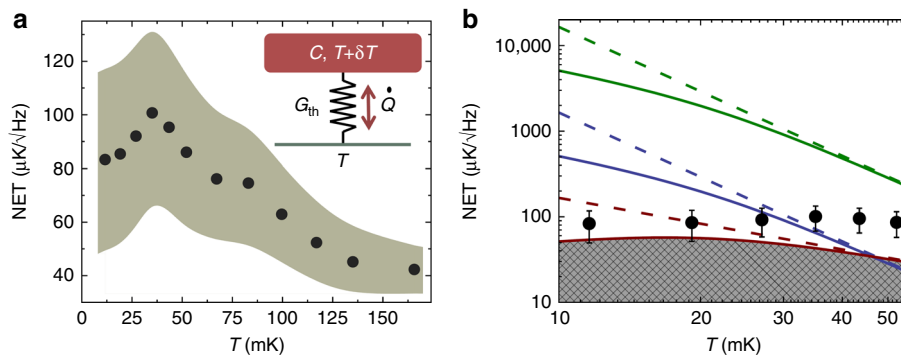 a
NET (μK/√Hz)
120
100
80
60
40
0 25 50 75 100 125 150
T (mK)
C, T+δT
G_th
Q̇
T
b
NET (μK/√Hz)
10,000
1000
100
10
10 20 30 40 50
T (mK)